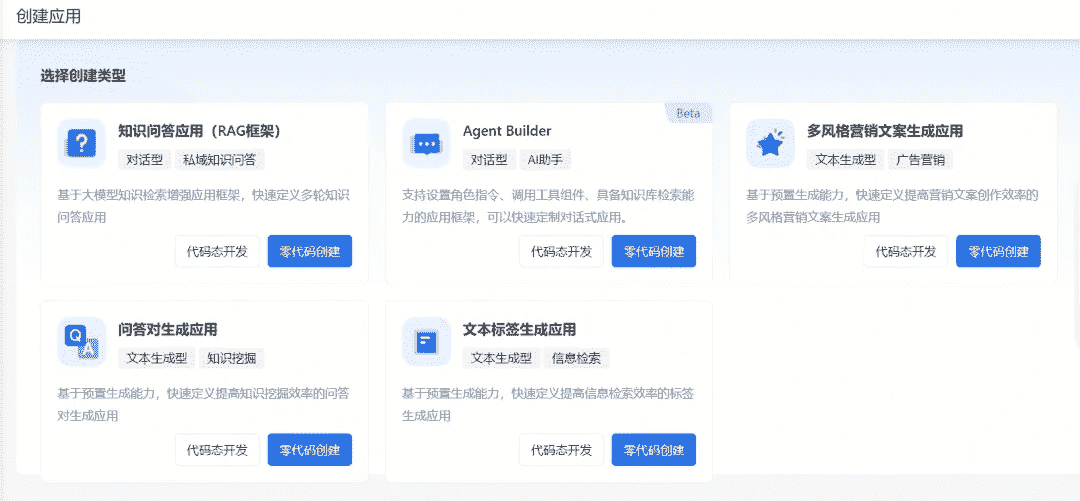 创建应用
选择创建类型
知识问答应用（RAG框架）
对话型 私域知识问答
基于大模型知识检索增强应用框架，快速定义多轮知识
问答应用
代码态开发 零代码创建
Beta
Agent Builder
对话型 AI助手
支持设置角色指令、调用工具组件、具备知识库检索能
力的应用框架，可以快速定制对话式应用。
代码态开发 零代码创建
多风格营销文案生成应用
文本生成型 广告营销
基于预置生成能力，快速定义提高营销文案创作效率的
多风格营销文案生成应用
代码态开发 零代码创建
Q
A
问答对生成应用
文本生成型 知识挖掘
基于预置生成能力，快速定义提高知识挖掘效率的问答
对生成应用
代码态开发 零代码创建
文本标签生成应用
文本生成型 信息检索
基于预置生成能力，快速定义提高信息检索效率的标签
生成应用
代码态开发 零代码创建